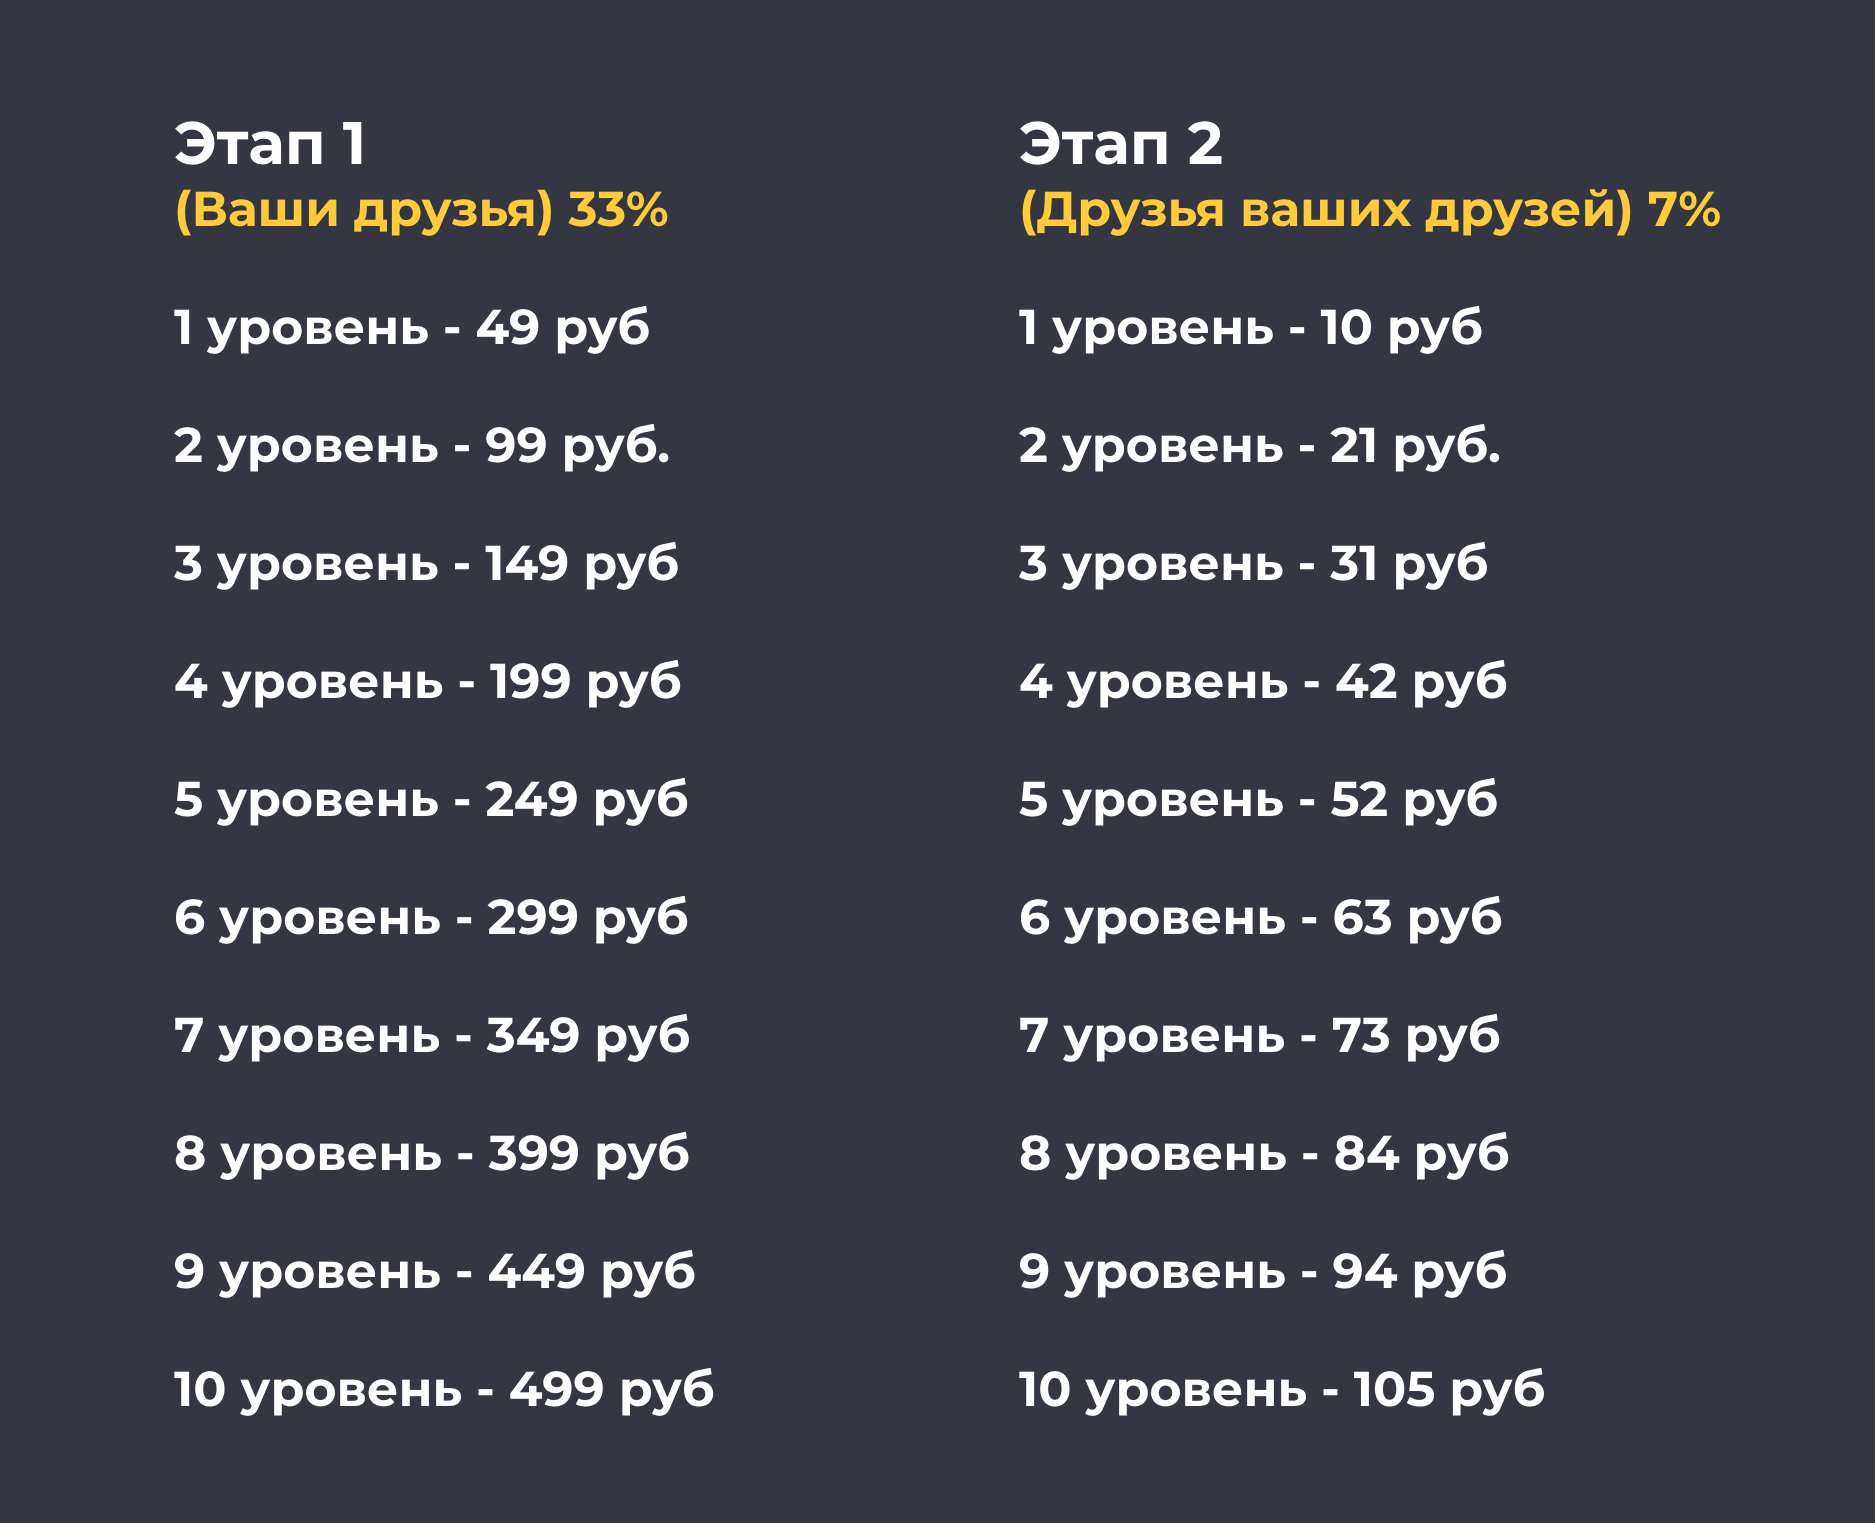 Этап 1
(Ваши друзья) 33%
1 уровень - 49 руб
2 уровень - 99 руб.
3 уровень - 149 руб
4 уровень - 199 руб
5 уровень - 249 руб
6 уровень - 299 руб
7 уровень - 349 руб
8 уровень - 399 руб
9 уровень - 449 руб
10 уровень - 499 руб
Этап 2
(Друзья ваших друзей) 7%
1 уровень - 10 руб
2 уровень - 21 руб.
3 уровень - 31 руб
4 уровень - 42 руб
5 уровень - 52 руб
6 уровень - 63 руб
7 уровень - 73 руб
8 уровень - 84 руб
9 уровень - 94 руб
10 уровень - 105 руб